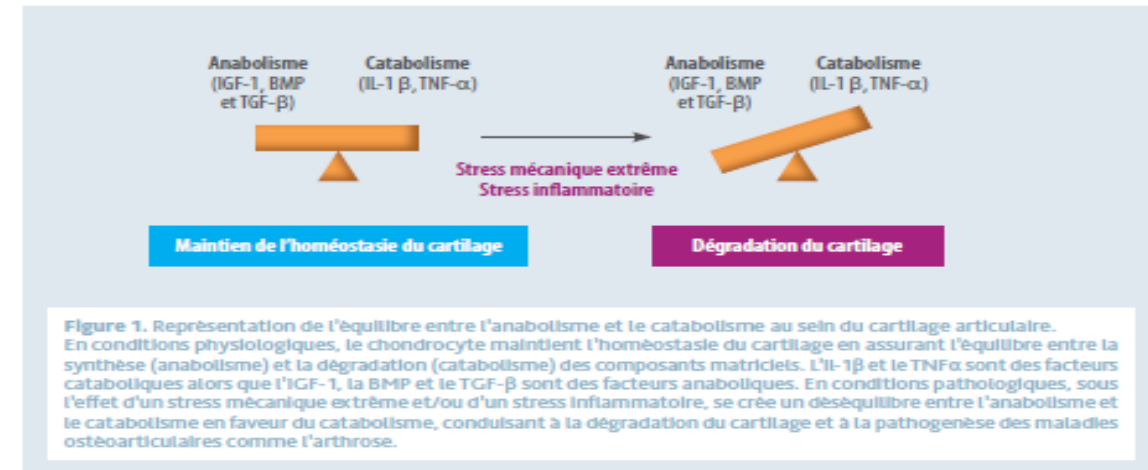 Anabolisme
(IGF-1, BMP
et TGF-β)
Catabolisme
(IL-1 β, TNF-α)
Anabolisme
(IGF-1, BMP
et TGF-β)
Catabolisme
(IL-1 β, TNF-α)
Stress mécanique extrême
Stress inflammatoire
Maintien de l'homéostasie du cartilage
Dégradation du cartilage
Figure 1. Représentation de l'équilibre entre l'anabolisme et le catabolisme au sein du cartilage articulaire.
En conditions physiologiques, le chondrocyte maintient l'homéostasie du cartilage en assurant l'équilibre entre la
synthèse (anabolisme) et la dégradation (catabolisme) des composants matriciels. L'Il-1β et le TNFα sont des facteurs
cataboliques alors que l'IGF-1, la BMP et le TGF-β sont des facteurs anaboliques. En conditions pathologiques, sous
l'effet d'un stress mécanique extrême et/ou d'un stress inflammatoire, se crée un déséquilibre entre l'anabolisme et
le catabolisme en faveur du catabolisme, conduisant à la dégradation du cartilage et à la pathogenèse des maladies
ostéoarticulaires comme l'arthrose.